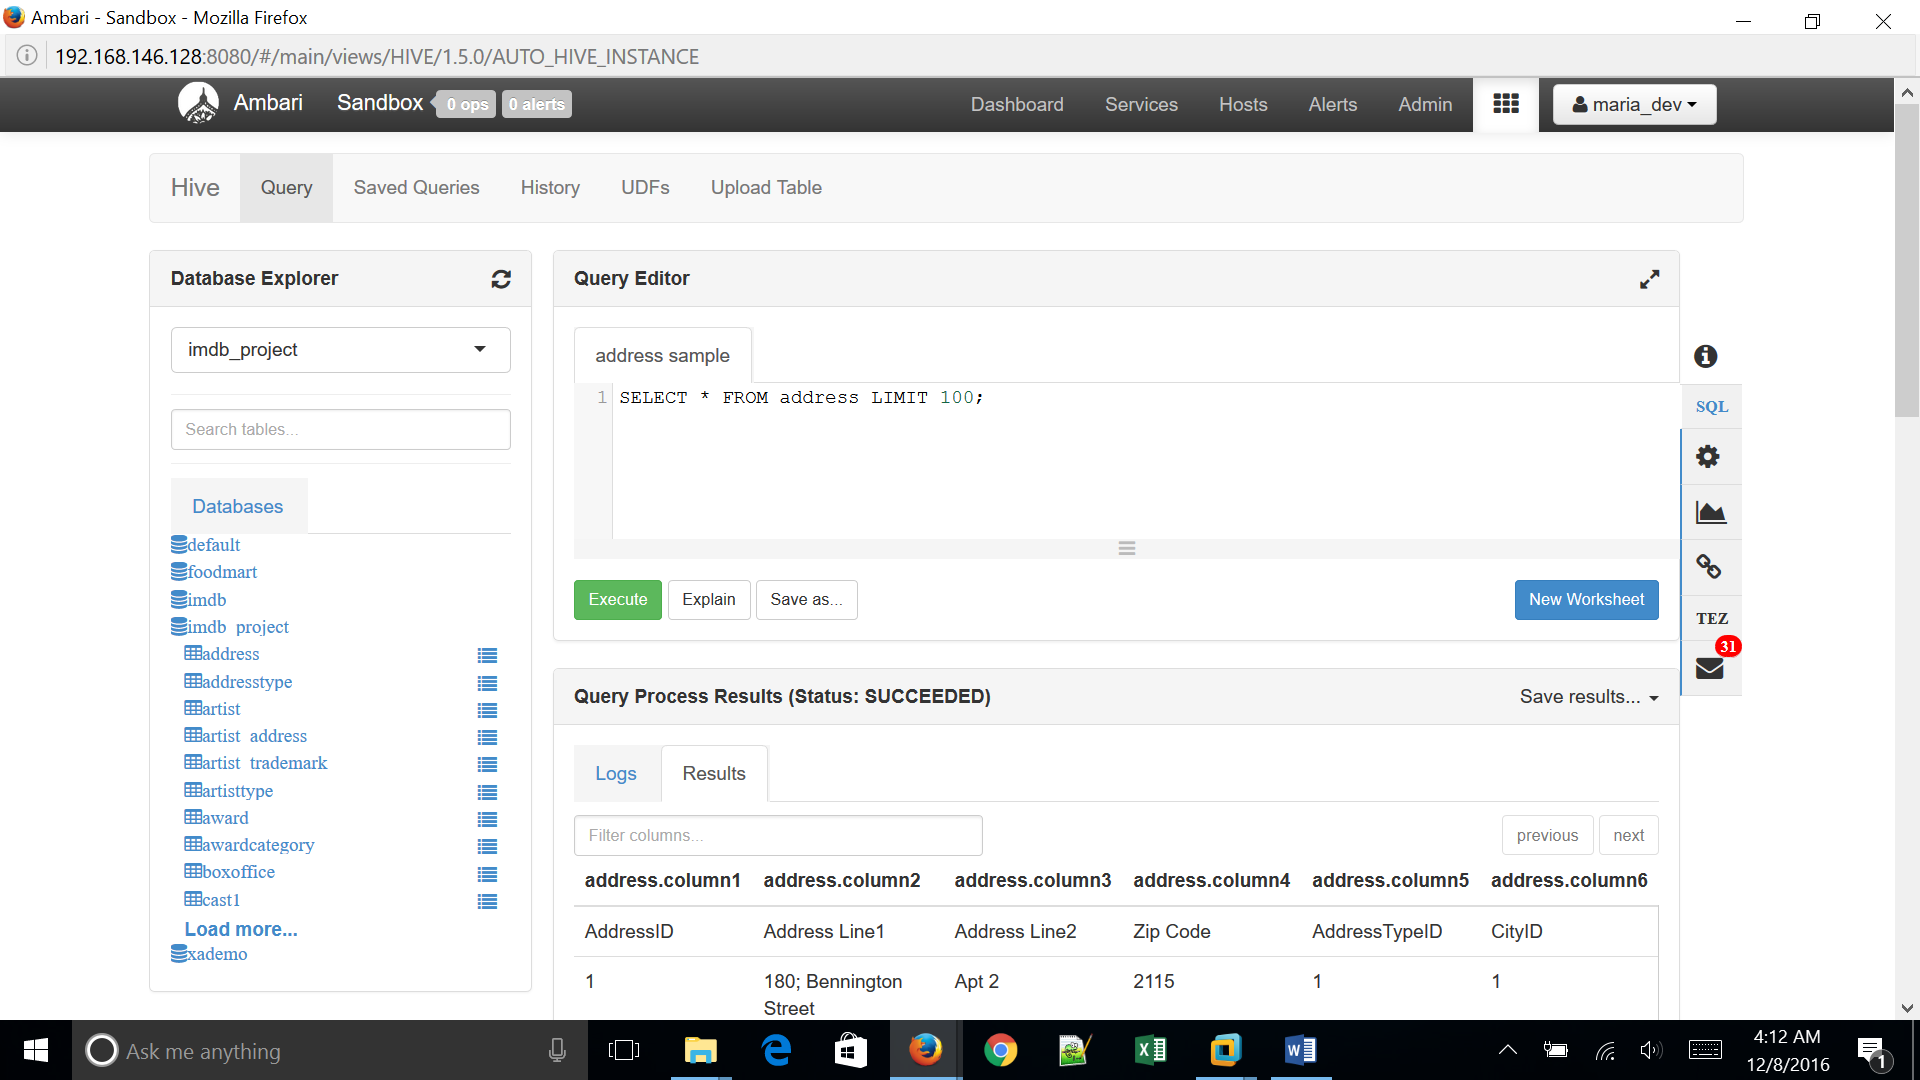 Ambari - Sandbox - Mozilla Firefox
192.168.146.128:8080/#/main/views/HIVE/1.5.0/AUTO_HIVE_INSTANCE
Ambari Sandbox 0 ops 0 alerts Dashboard Services Hosts Alerts Admin maria_dev
Hive Query Saved Queries History UDFs Upload Table
Database Explorer
imdb_project
Search tables...
Databases
default
foodmart
imdb
imdb_project
address
addresstype
artist
artist_address
artist_trademark
artisttype
award
awardcategory
boxoffice
cast1
Load more...
xademo
Query Editor
address sample
1 SELECT * FROM address LIMIT 100;
Execute Explain Save as... New Worksheet
SQL
TEZ
31
Query Process Results (Status: SUCCEEDED) Save results...
Logs Results
Filter columns... previous next
address.column1 address.column2 address.column3 address.column4 address.column5 address.column6
AddressID Address Line1 Address Line2 Zip Code AddressTypeID CityID
1 180; Bennington Apt 2 2115 1 1
Street
Ask me anything
4:12 AM
12/8/2016
1